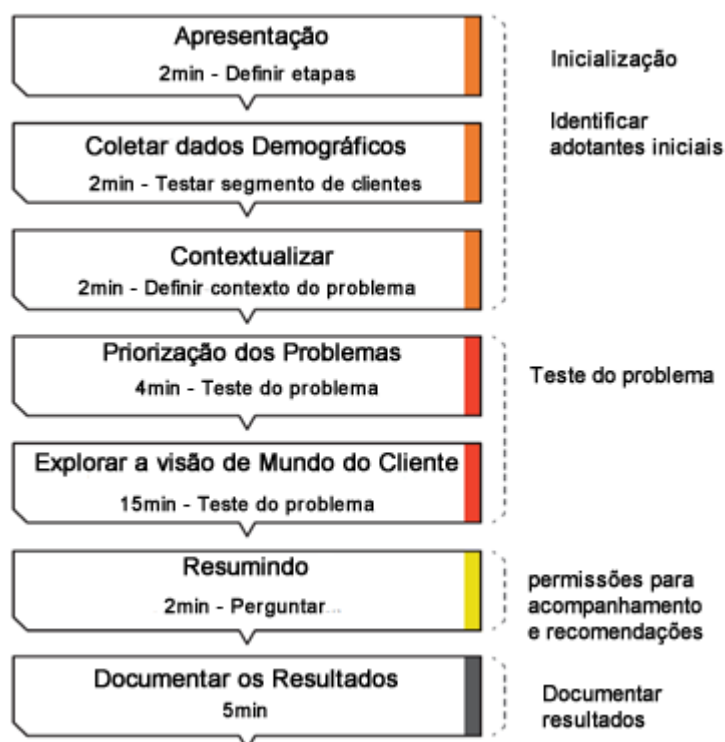 Apresentação
2min - Definir etapas
Inicialização
Identificar
adotantes iniciais
Coletar dados Demográficos
2min - Testar segmento de clientes
Contextualizar
2min - Definir contexto do problema
Priorização dos Problemas
4min - Teste do problema
Teste do problema
Explorar a visão de Mundo do Cliente
15min - Teste do problema
Resumindo
2min - Perguntar...
permissões para
acompanhamento
e recomendações
Documentar os Resultados
5min
Documentar
resultados